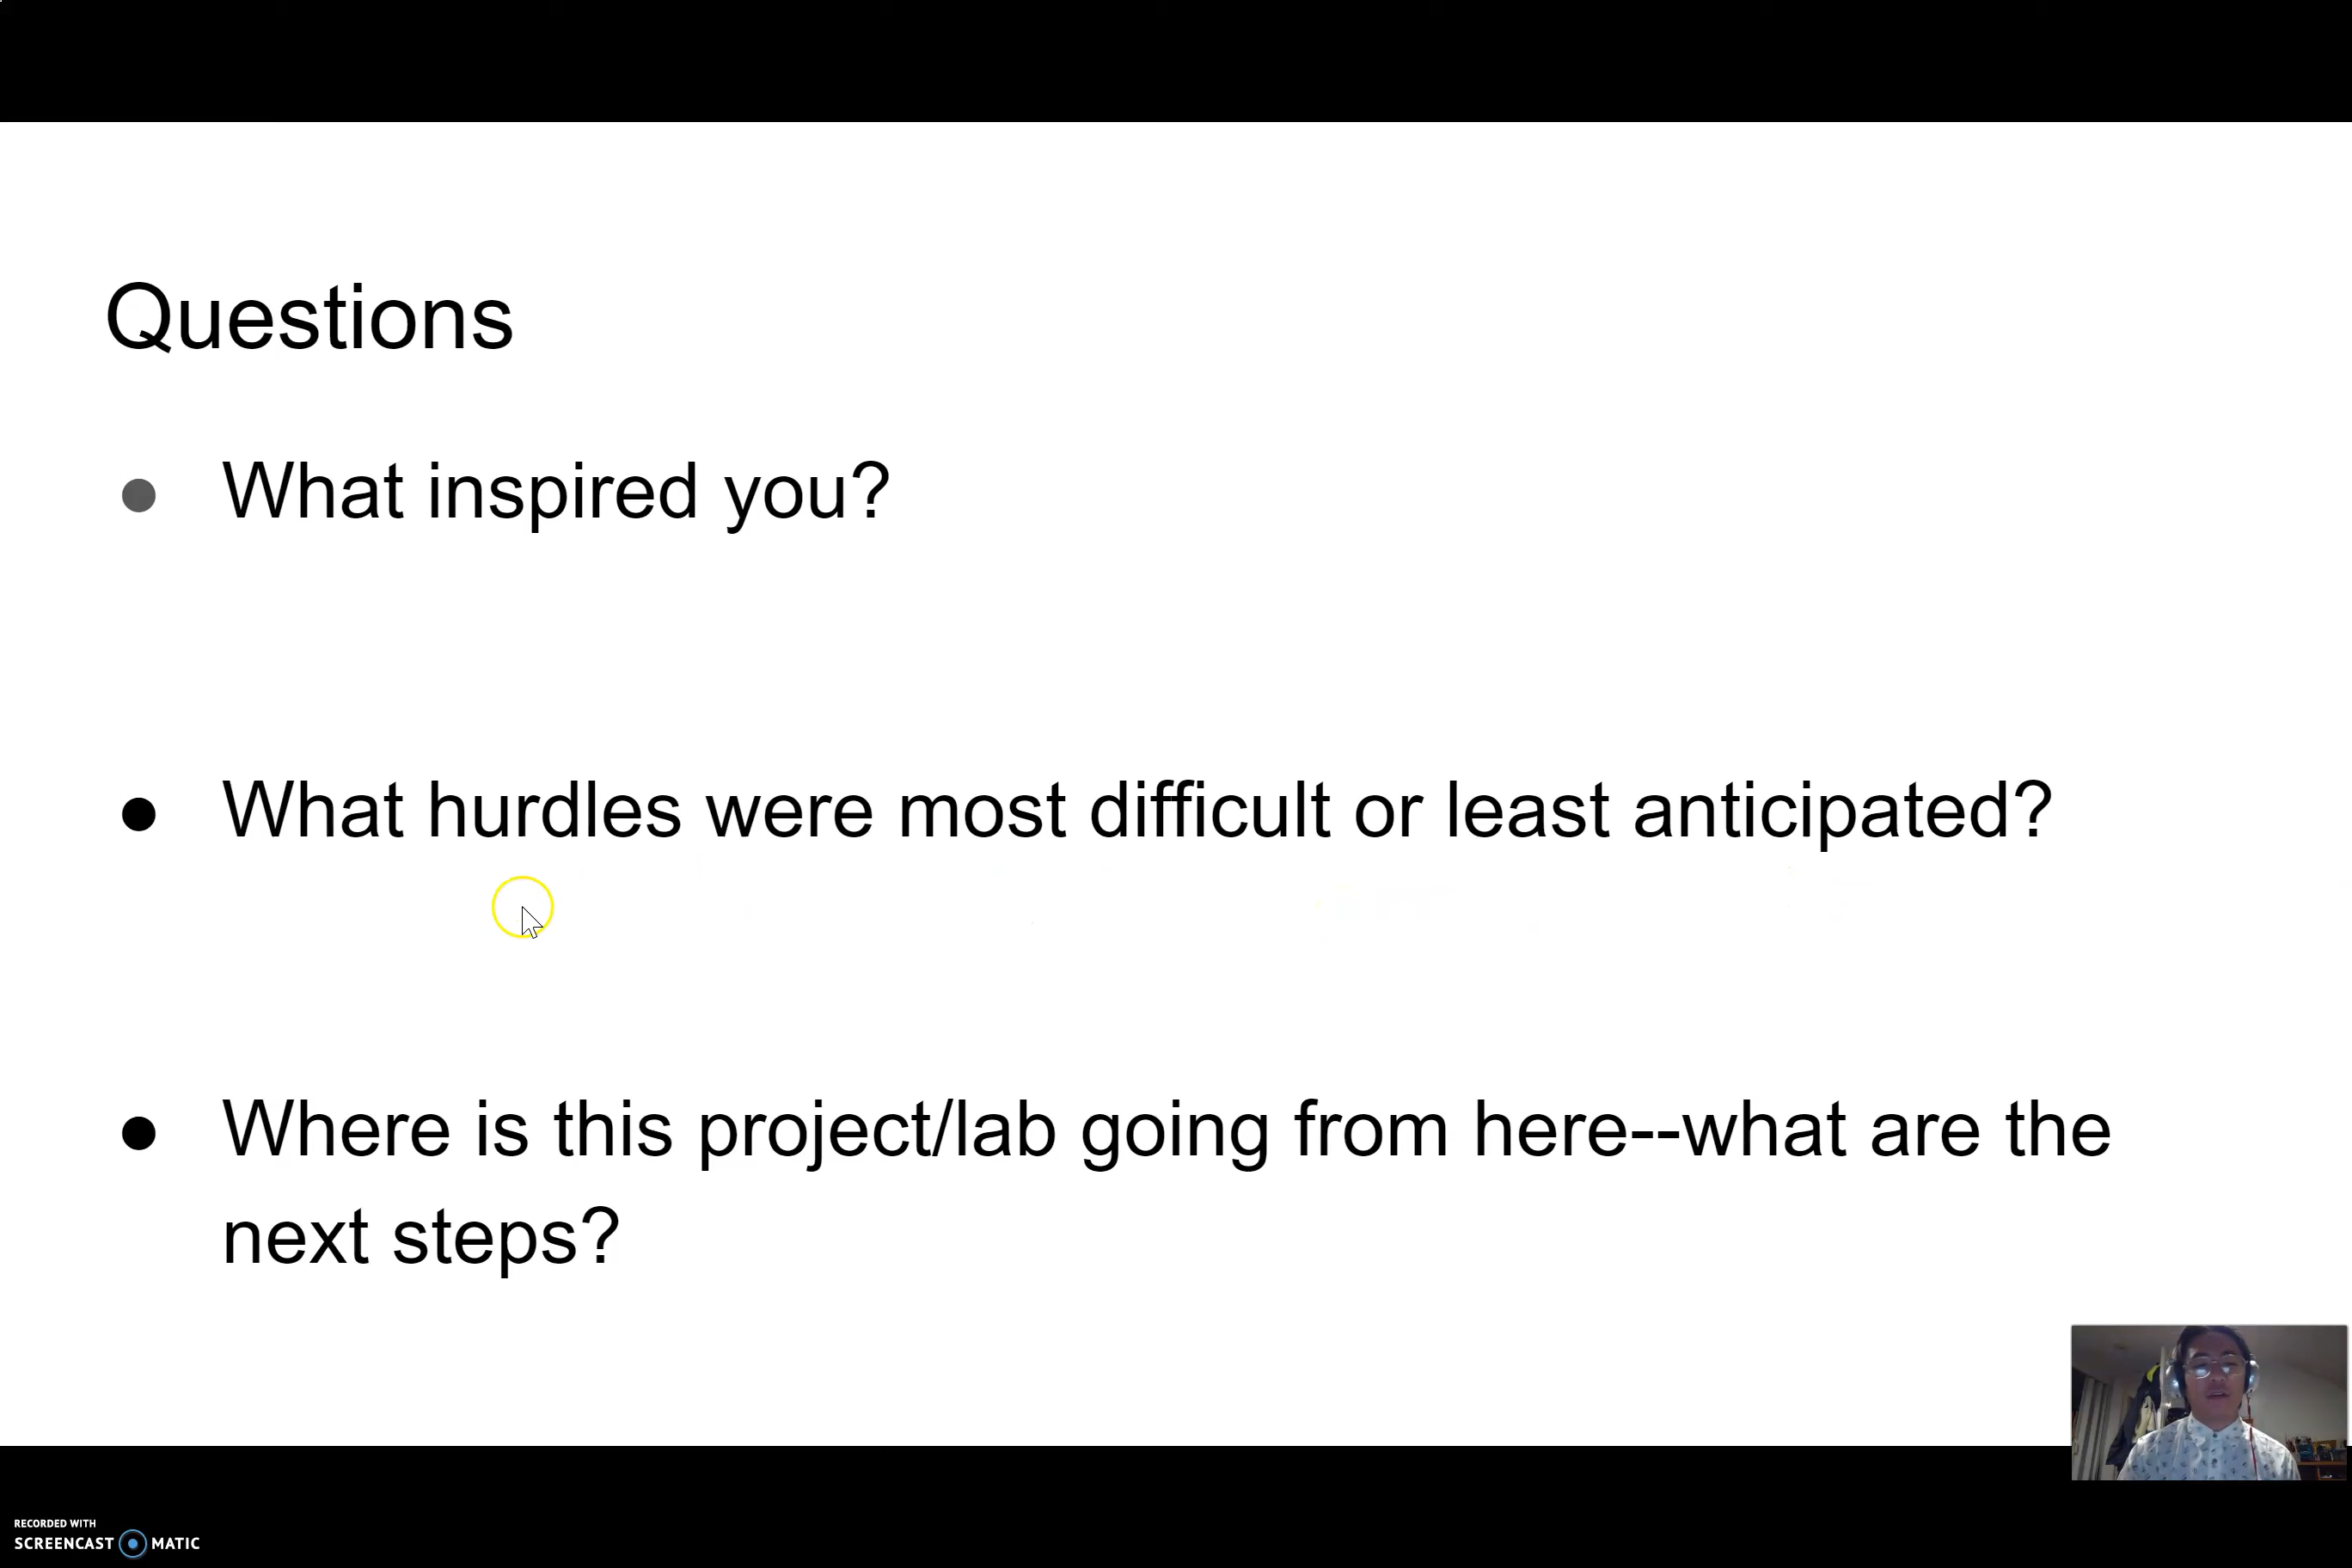 Questions
● What inspired you?
● What hurdles were most difficult or least anticipated?
● Where is this project/lab going from here--what are the
next steps?
RECORDED WITH
SCREENCAST MATIC